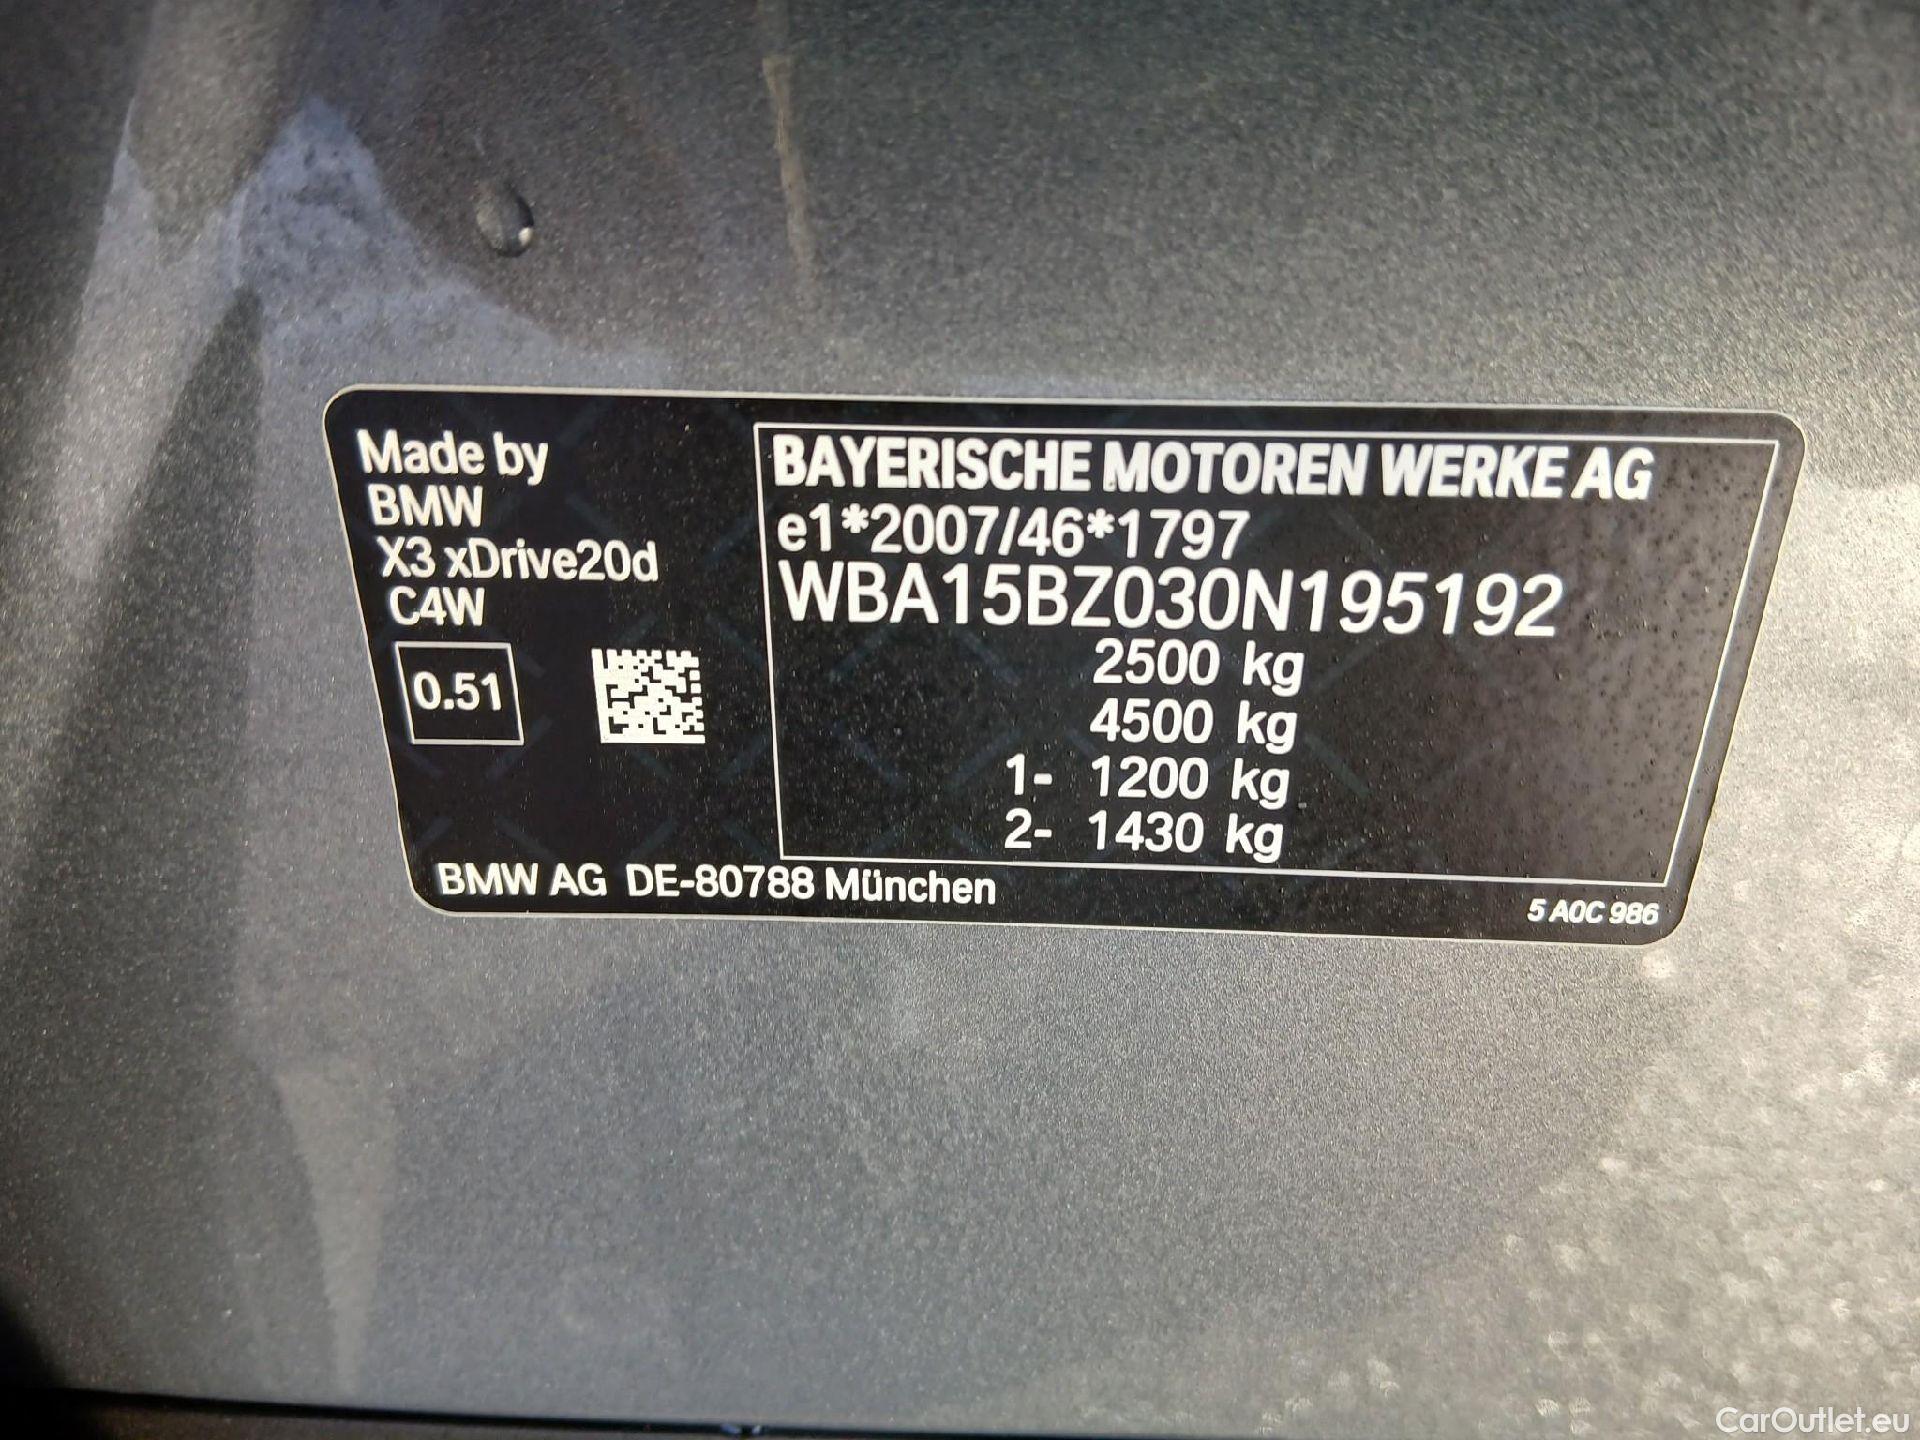 Made by
BMW
X3 xDrive20d
C4W
0.51
BAYERISCHE MOTOREN WERKE AG
e1*2007/46*1797
WBA15BZ030N195192
2500 kg
4500 kg
1- 1200 kg
2- 1430 kg
BMW AG DE-80788 München
5 A0C 986
CarOutlet.eu